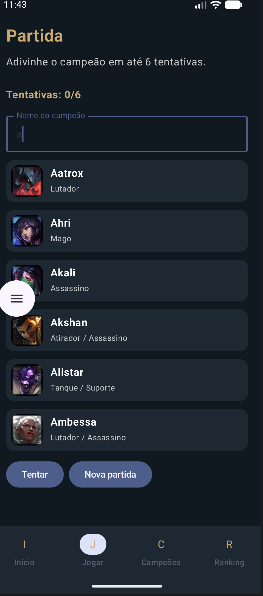 11:43
Partida
Adivinhe o campeão em até 6 tentativas.
Tentativas: 0/6
Nome do campeão
Aatrox
Lutador
Ahri
Mago
Akali
Assassino
Akshan
Atirador / Assassino
Alistar
Tanque / Suporte
Ambessa
Lutador / Assassino
Tentar
Nova partida
I
J
C
R
Início
Jogar
Campeões
Ranking